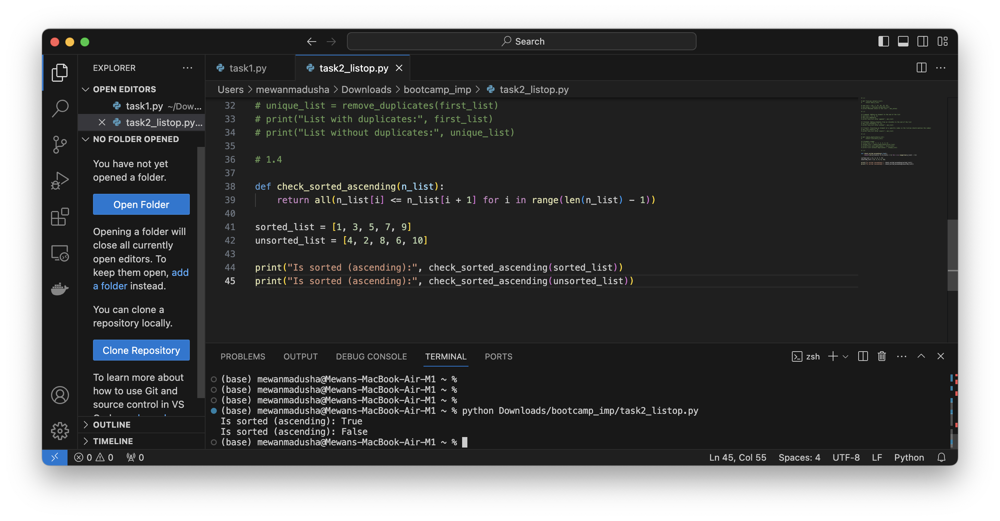 Search
EXPLORER
OPEN EDITORS
task1.py ~/Dow...
task2_listop.py...
NO FOLDER OPENED
You have not yet
opened a folder.
Open Folder
Opening a folder will
close all currently
open editors. To
keep them open, add
a folder instead.
You can clone a
repository locally.
Clone Repository
To learn more about
how to use Git and
source control in VS
OUTLINE
TIMELINE
task1.py
task2_listop.py
Users > mewanmadusha > Downloads > bootcamp_imp > task2_listop.py
32 # unique_list = remove_duplicates(first_list)
33 # print("List with duplicates:", first_list)
34 # print("List without duplicates:", unique_list)
35
36 # 1.4
37
38 def check_sorted_ascending(n_list):
39 return all(n_list[i] <= n_list[i + 1] for i in range(len(n_list) - 1))
40
41 sorted_list = [1, 3, 5, 7, 9]
42 unsorted_list = [4, 2, 8, 6, 10]
43
44 print("Is sorted (ascending):", check_sorted_ascending(sorted_list))
45 print("Is sorted (ascending):", check_sorted_ascending(unsorted_list))
PROBLEMS OUTPUT DEBUG CONSOLE TERMINAL PORTS
zsh
(base) mewanmadusha@Mewans-MacBook-Air-M1 ~ %
(base) mewanmadusha@Mewans-MacBook-Air-M1 ~ %
(base) mewanmadusha@Mewans-MacBook-Air-M1 ~ %
(base) mewanmadusha@Mewans-MacBook-Air-M1 ~ % python Downloads/bootcamp_imp/task2_listop.py
Is sorted (ascending): True
Is sorted (ascending): False
(base) mewanmadusha@Mewans-MacBook-Air-M1 ~ %
0 0 0
Ln 45, Col 55 Spaces: 4 UTF-8 LF Python